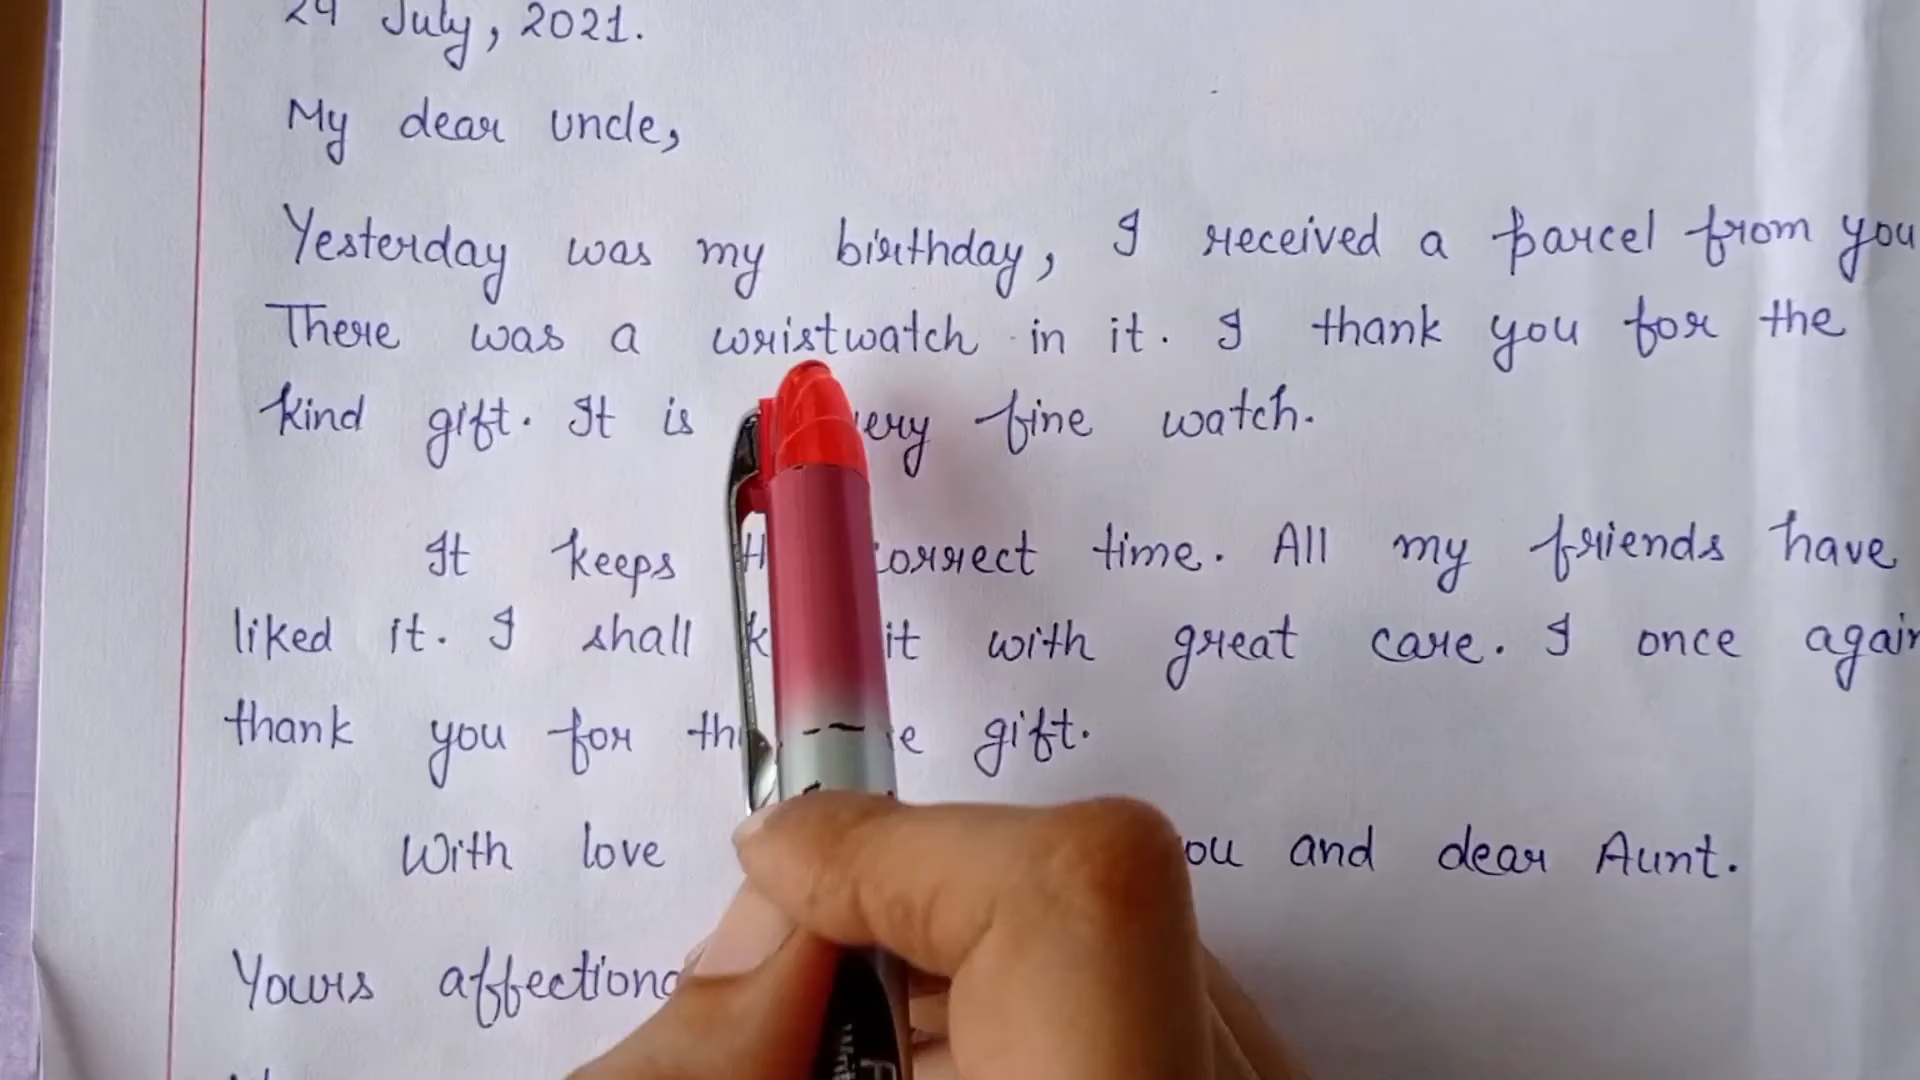 29 July, 2021.
My dear uncle,
Yesterday was my birthday, I received a parcel from you
There was a wristwatch in it. I thank you for the
kind gift. It is very fine watch.
It keeps correct time. All my friends have
liked it. I shall it with great care. I once again
thank you for gift.
With love and dear Aunt.
Yours